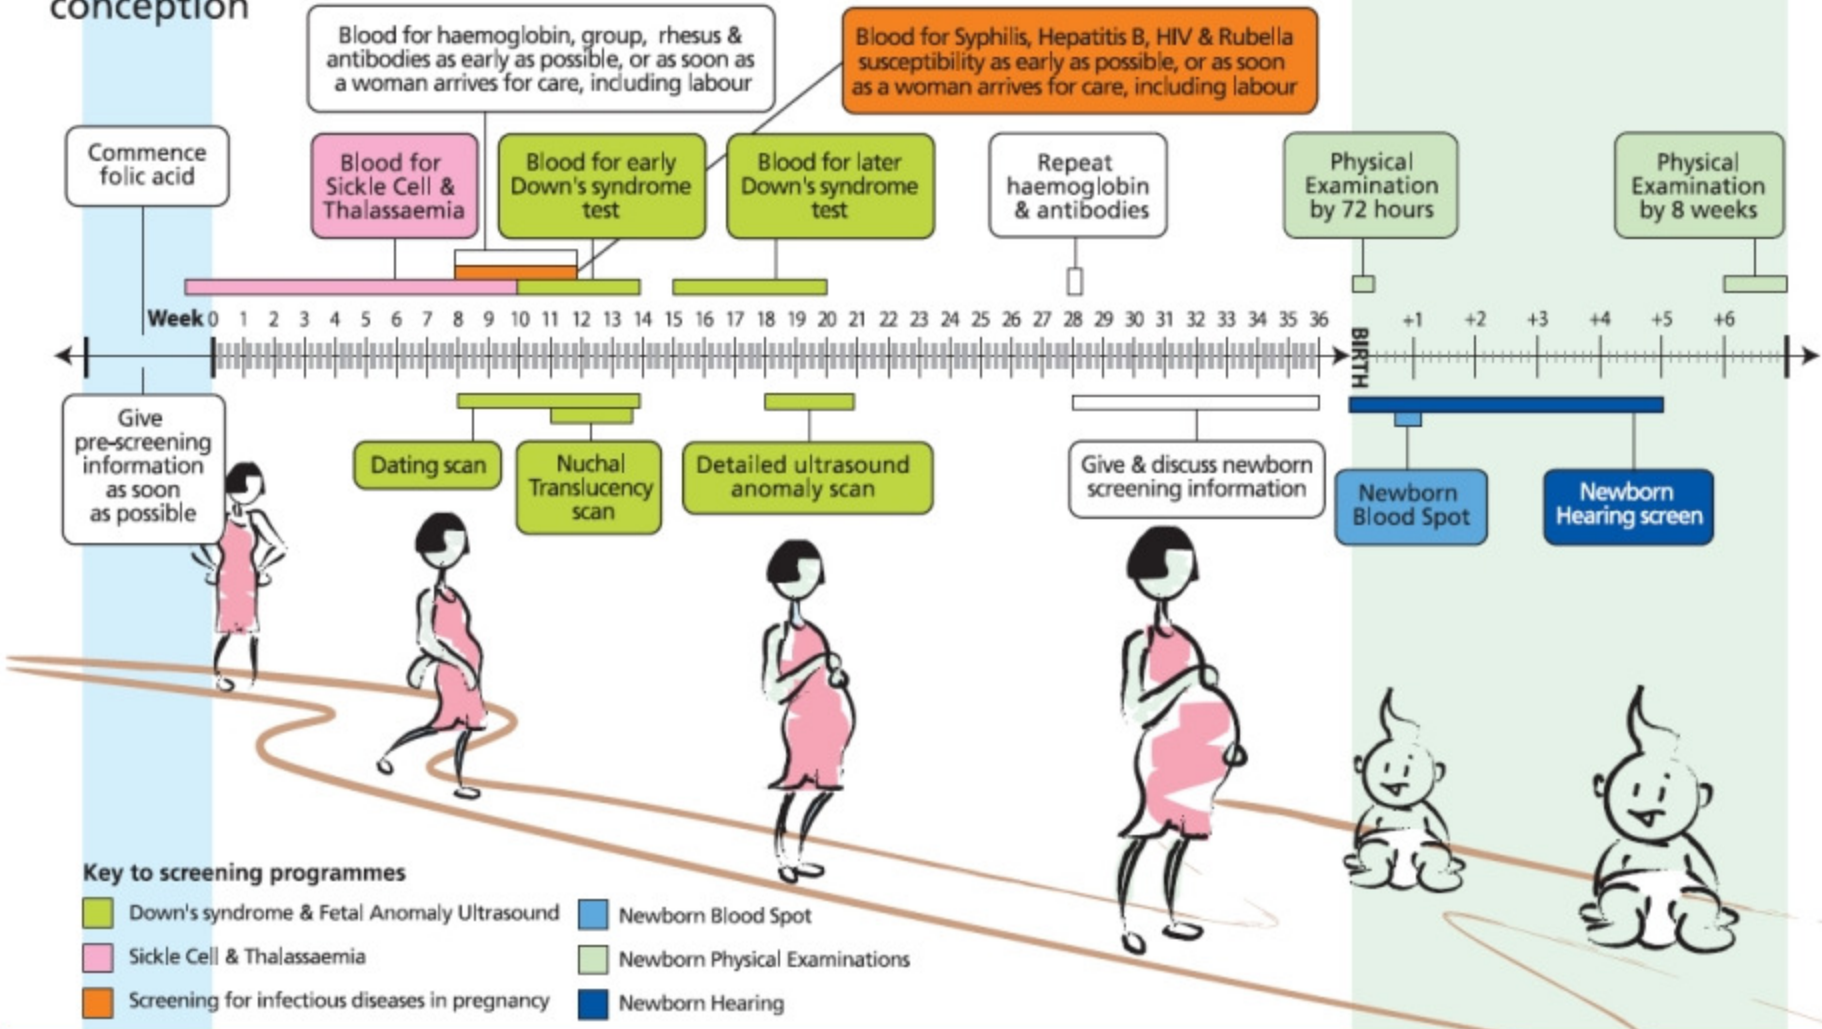 conception
Blood for haemoglobin, group, rhesus &
antibodies as early as possible, or as soon as
a woman arrives for care, including labour
Blood for Syphilis, Hepatitis B, HIV & Rubella
susceptibility as early as possible, or as soon
as a woman arrives for care, including labour
Commence
folic acid
Blood for
Sickle Cell &
Thalassaemia
Blood for early
Down's syndrome
test
Blood for later
Down's syndrome
test
Repeat
haemoglobin
& antibodies
Physical
Examination
by 72 hours
Physical
Examination
by 8 weeks
Week 0 1 2 3 4 5 6 7 8 9 10 11 12 13 14 15 16 17 18 19 20 21 22 23 24 25 26 27 28 29 30 31 32 33 34 35 36
BIRTH
+1 +2 +3 +4 +5 +6
Give
pre-screening
information
as soon
as possible
Dating scan
Nuchal
Translucency
scan
Detailed ultrasound
anomaly scan
Give & discuss newborn
screening information
Newborn
Blood Spot
Newborn
Hearing screen
Key to screening programmes
Down's syndrome & Fetal Anomaly Ultrasound
Sickle Cell & Thalassaemia
Screening for infectious diseases in pregnancy
Newborn Blood Spot
Newborn Physical Examinations
Newborn Hearing